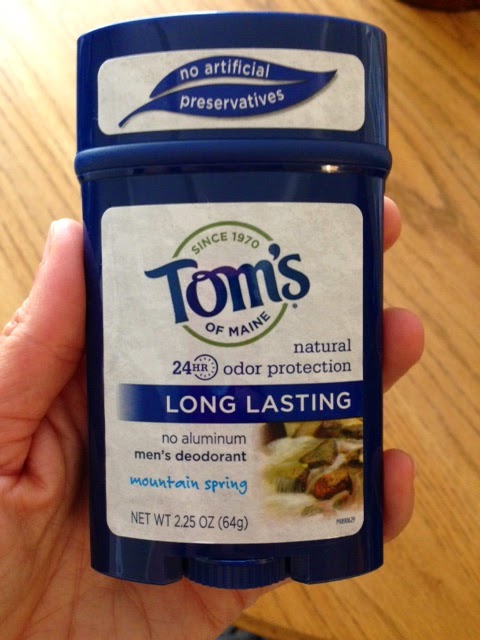 no artificial
preservatives
SINCE 1970
Tom's
OF MAINE
natural
24HR odor protection
LONG LASTING
no aluminum
men's deodorant
mountain spring
NET WT 2.25 OZ (64g)